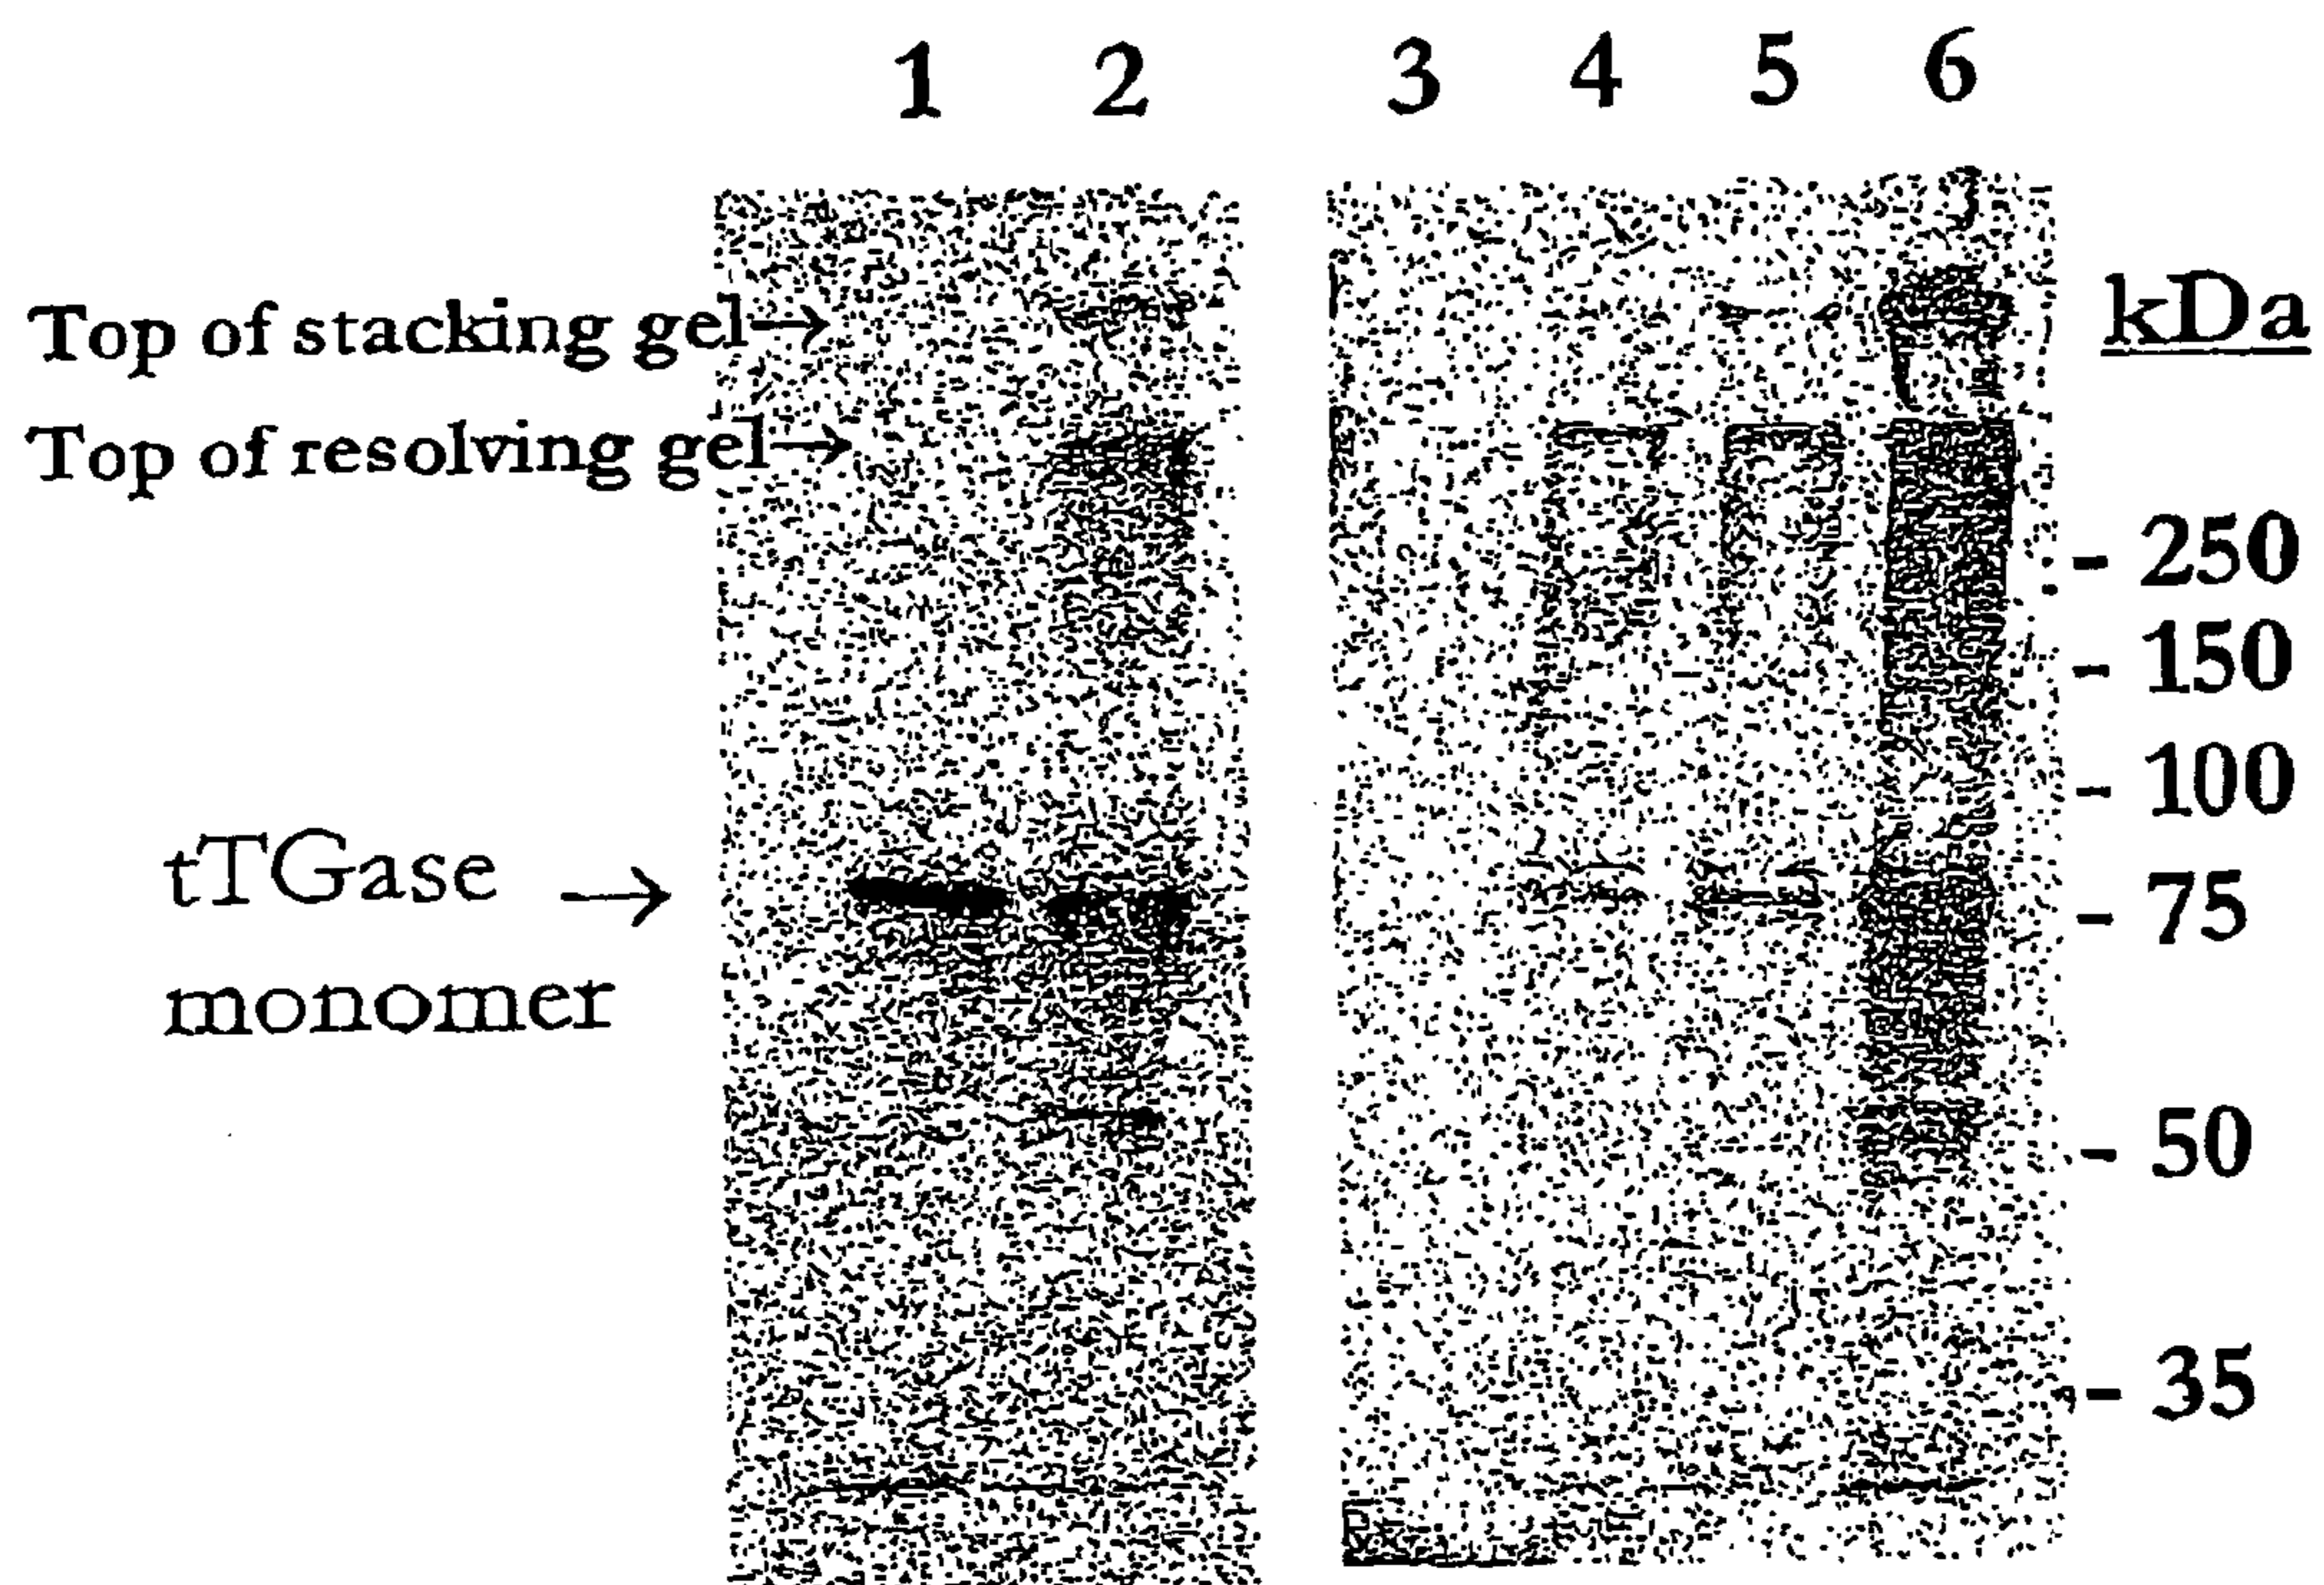 1 2 3 4 5 6
Top of stacking gel→
kDa
Top of resolving gel→
- 250
- 150
- 100
tTGase →
- 75
monomer
- 50
- 35